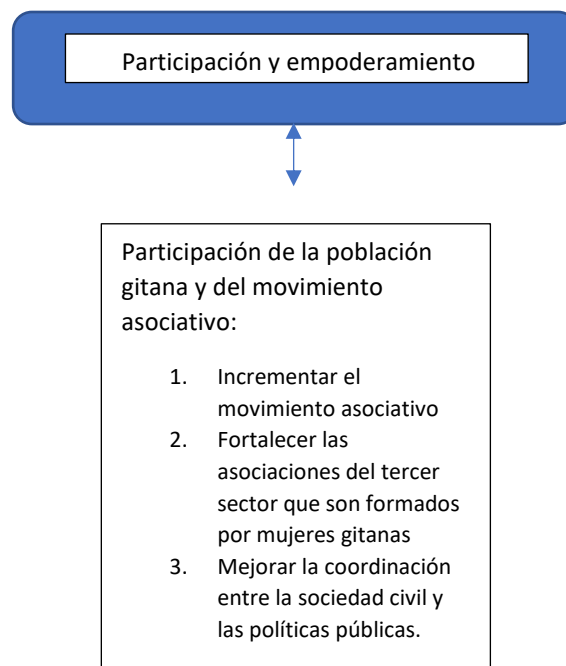 Participación y empoderamiento
Participación de la población
gitana y del movimiento
asociativo:
1. Incrementar el
movimiento asociativo
2. Fortalecer las
asociaciones del tercer
sector que son formados
por mujeres gitanas
3. Mejorar la coordinación
entre la sociedad civil y
las políticas públicas.